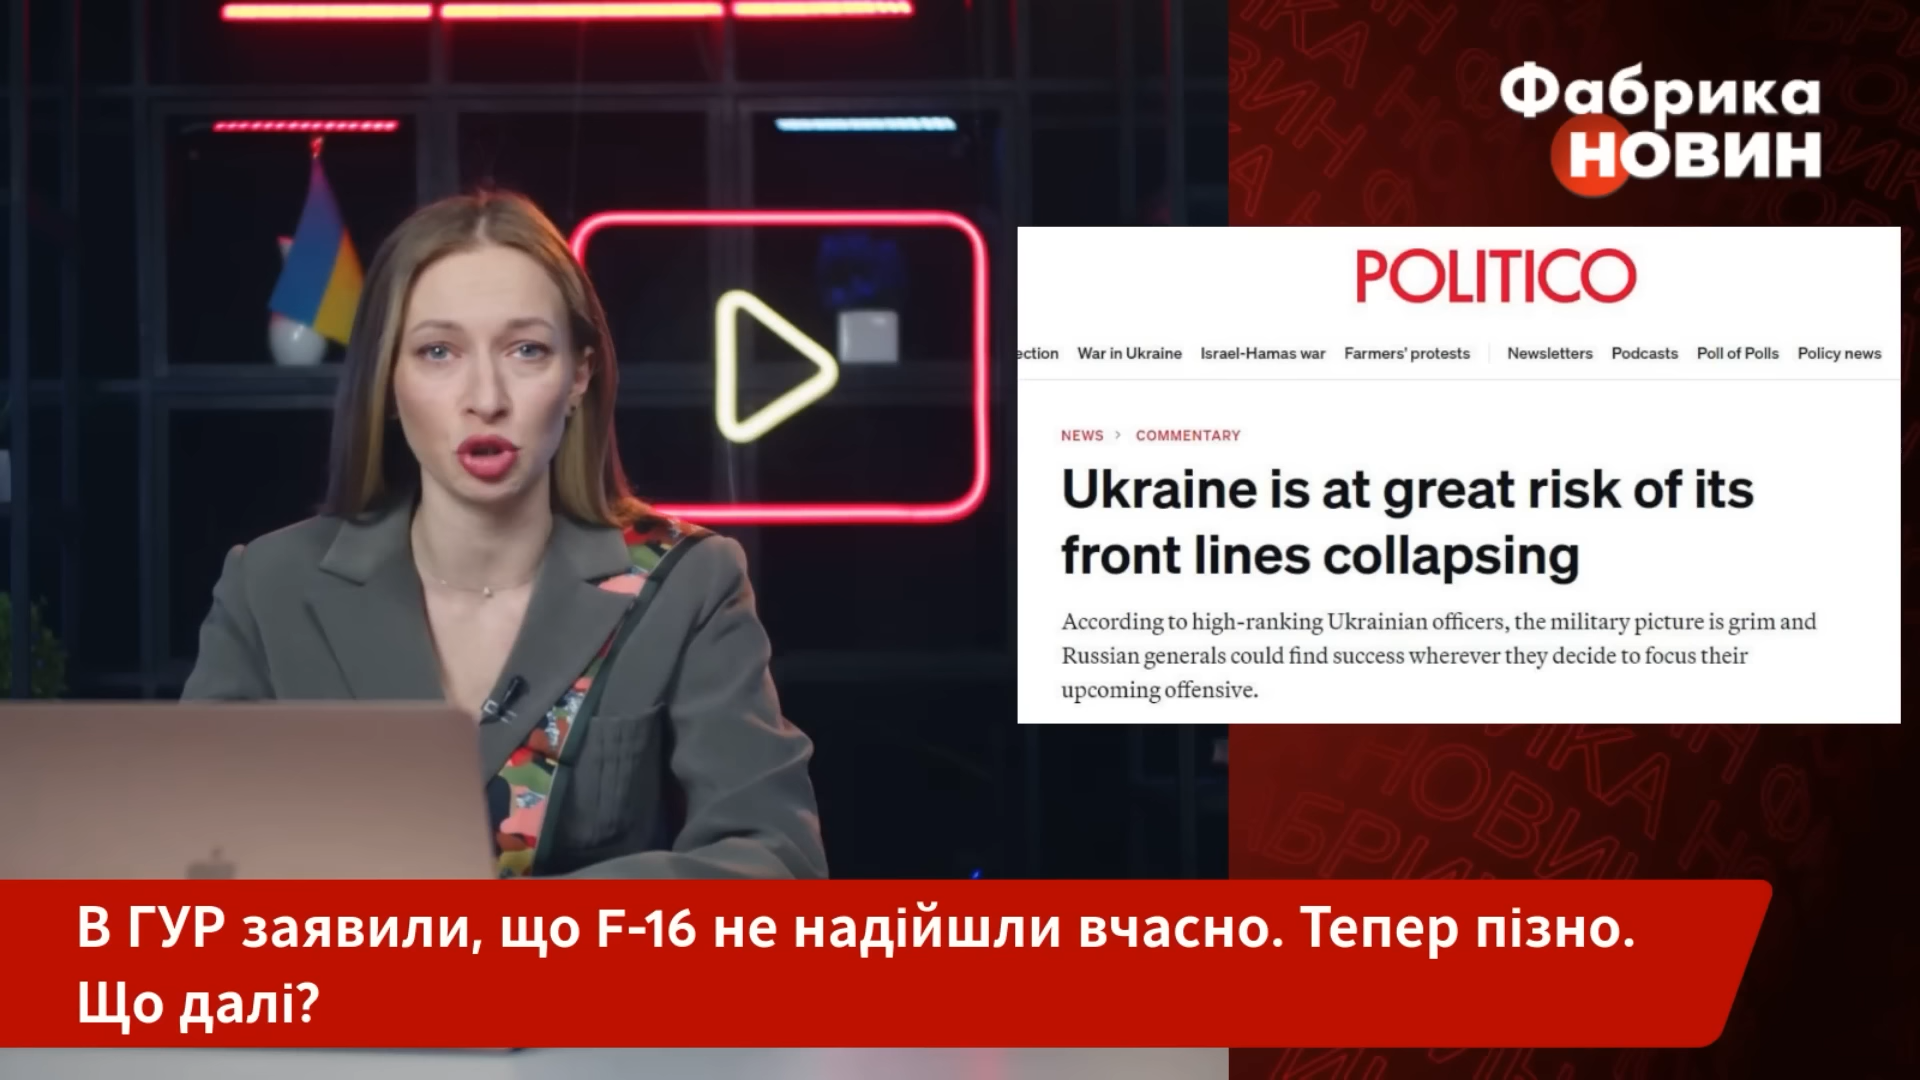 Фабрика
новин
POLITICO
ection War in Ukraine Israel-Hamas war Farmers' protests Newsletters Podcasts Poll of Polls Policy news
NEWS > COMMENTARY
Ukraine is at great risk of its
front lines collapsing
According to high-ranking Ukrainian officers, the military picture is grim and
Russian generals could find success wherever they decide to focus their
upcoming offensive.
В ГУР заявили, що F-16 не надійшли вчасно. Тепер пізно.
Що далі?